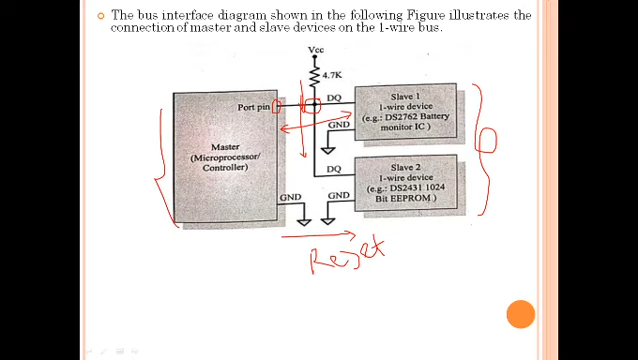 The bus interface diagram shown in the following Figure illustrates the
connection of master and slave devices on the 1-wire bus.
Vcc
4.7K
Port pin
DQ
Slave 1
1-wire device
(e.g.: DS2762 Battery
monitor IC )
GND
Master
(Microprocessor/
Controller)
DQ
Slave 2
1-wire device
(e.g.: DS2431 1024
Bit EEPROM )
GND
GND
Reset